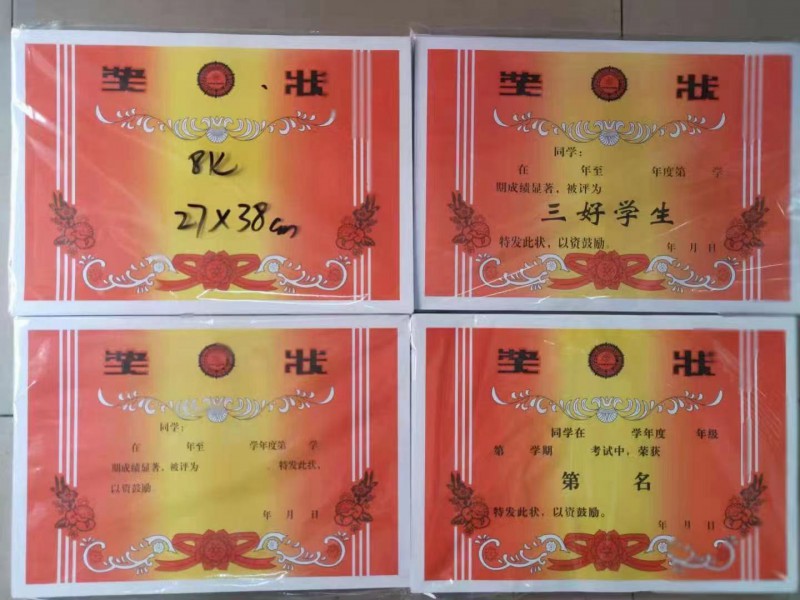 奖 状
8K
27×38cm
奖 状
同学：
在 年至 年度第 学
期成绩显著，被评为
三好学生
特发此状，以资鼓励。
年 月 日
奖 状
同学：
在 年至 学年度第 学
期成绩显著，被评为 ，特发此状，
以资鼓励。
年 月 日
奖 状
同学在 学年度 年级
第 学期 考试中，荣获
第 名
特发此状，以资鼓励。
年 月 日